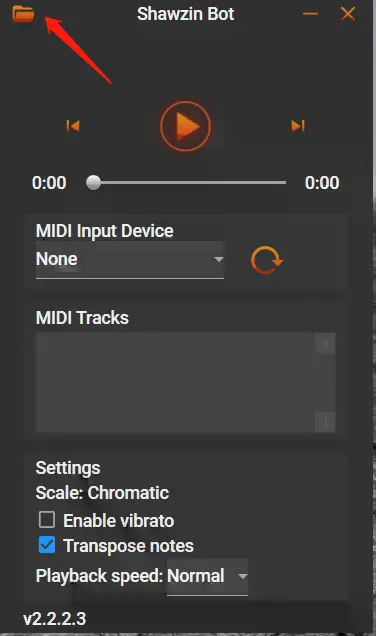 Shawzin Bot
0:00 0:00
MIDI Input Device
None
MIDI Tracks
Settings
Scale: Chromatic
Enable vibrato
Transpose notes
Playback speed: Normal
v2.2.2.3